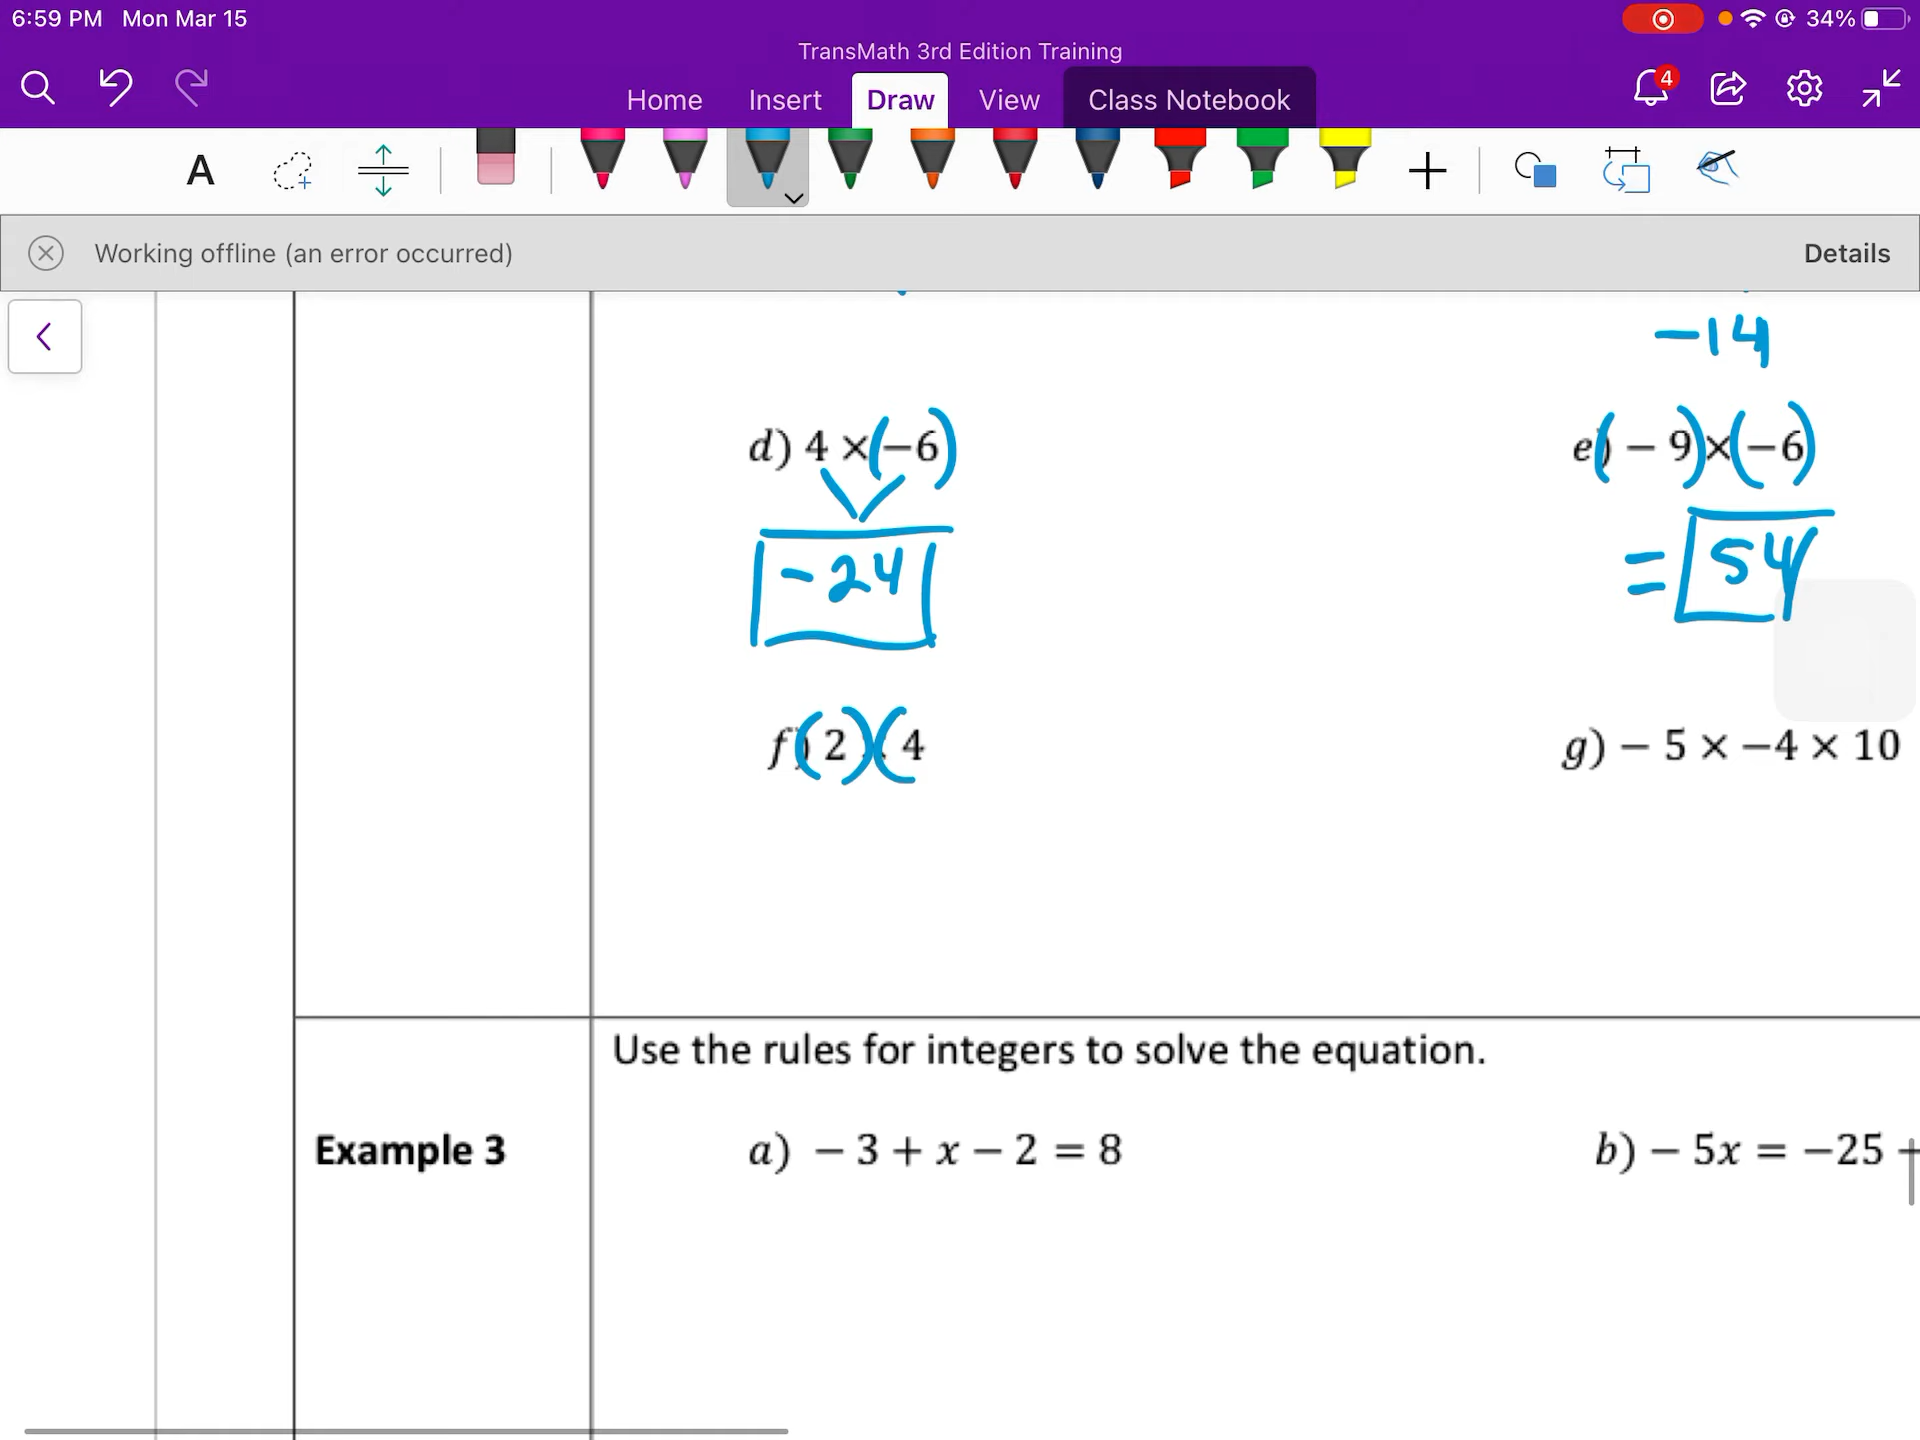 6:59 PM Mon Mar 15
34%
TransMath 3rd Edition Training
Home Insert Draw View Class Notebook
4
A
Working offline (an error occurred) Details
-14
d) 4 ×(−6) e)(− 9)×(−6)
-24 = 54
f)(2)(4 g) − 5 × −4 × 10
Use the rules for integers to solve the equation.
Example 3 a) − 3 + x − 2 = 8 b) − 5x = −25 +